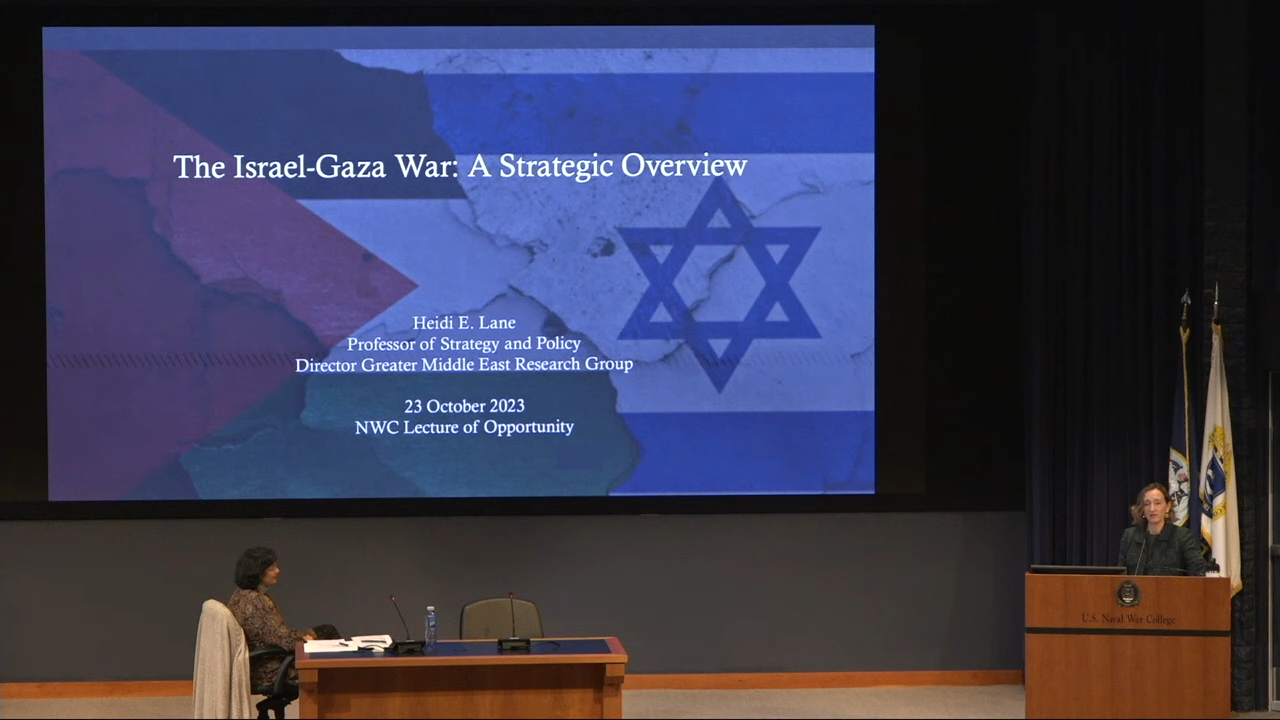 The Israel-Gaza War: A Strategic Overview
Heidi E. Lane
Professor of Strategy and Policy
Director Greater Middle East Research Group
23 October 2023
NWC Lecture of Opportunity
U.S. Naval War College